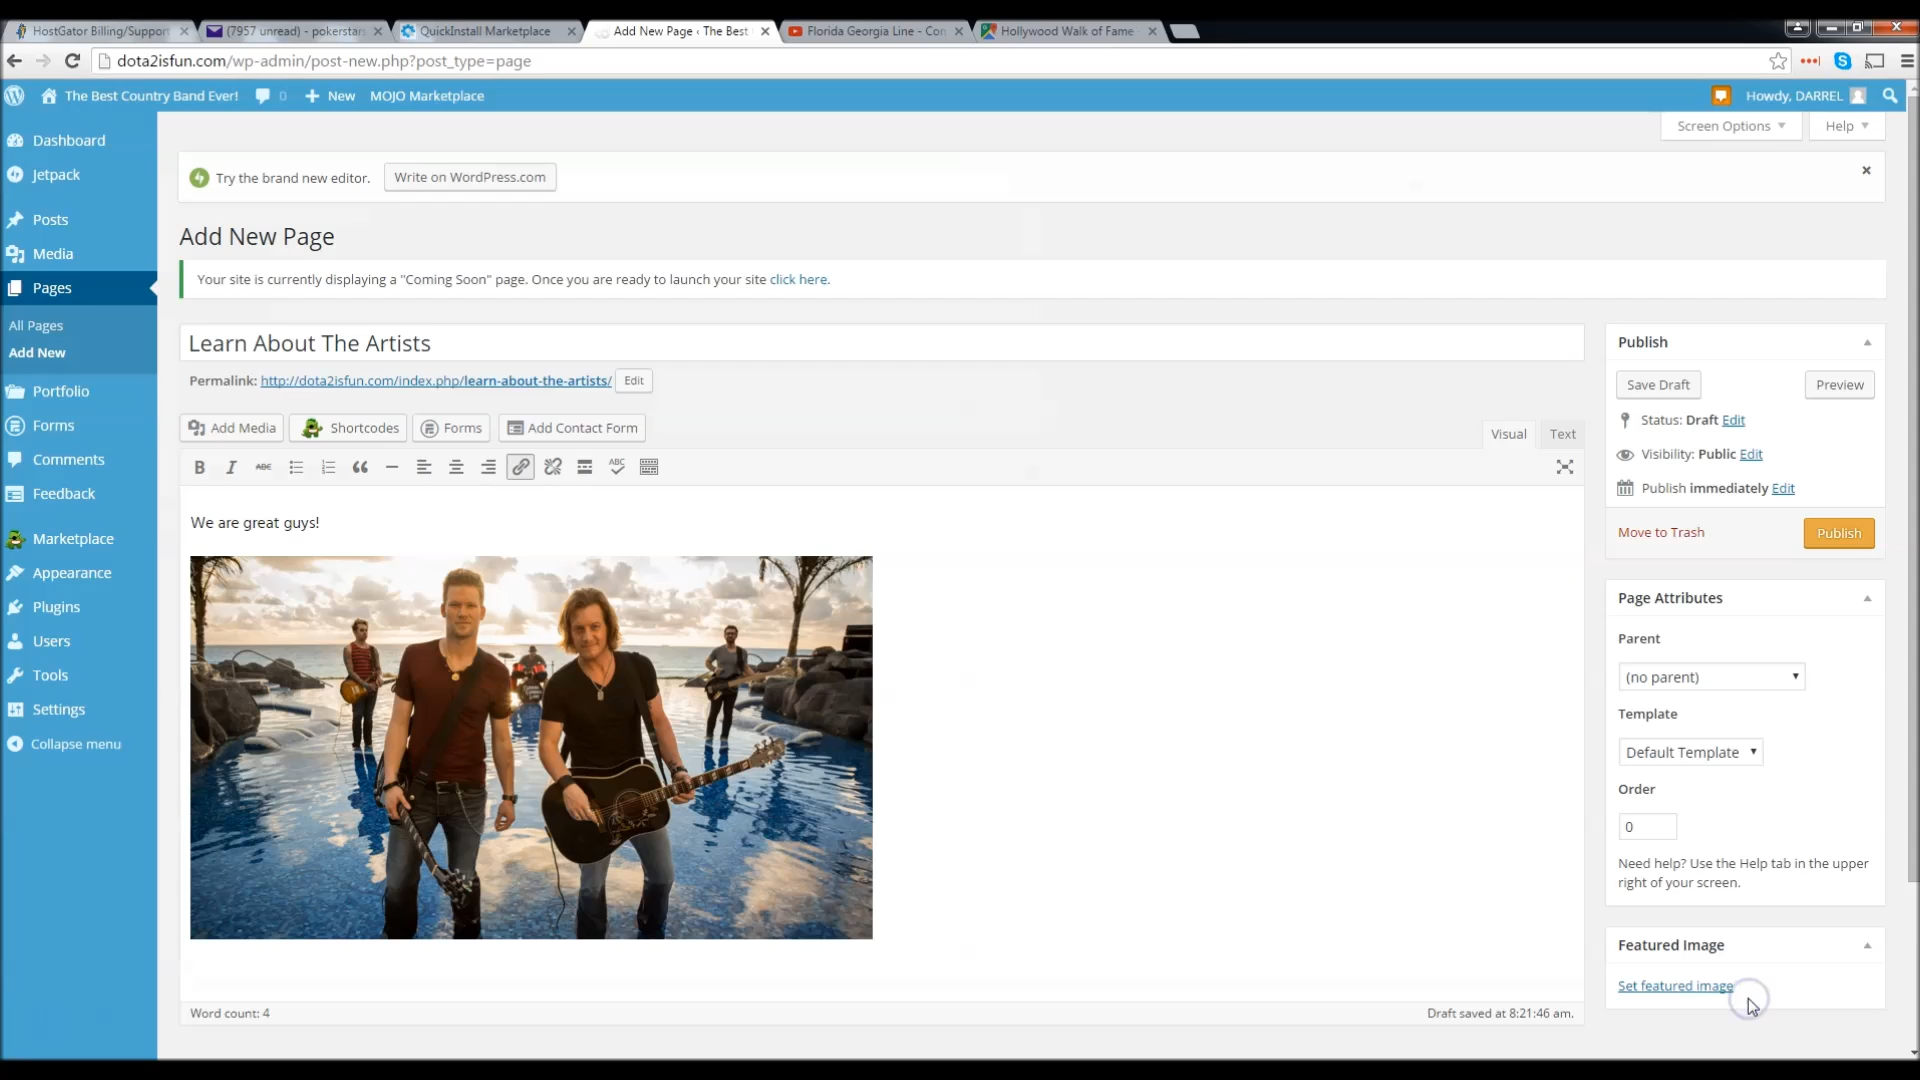 HostGator Billing/Support
(7957 unread) - pokerstars
QuickInstall Marketplace
Add New Page ‹ The Best
Florida Georgia Line - Con
Hollywood Walk of Fame
dota2isfun.com/wp-admin/post-new.php?post_type=page
The Best Country Band Ever! 0 + New MOJO Marketplace Howdy, DARREL
Screen Options Help
Dashboard
Jetpack
Posts
Media
Pages
All Pages
Add New
Portfolio
Forms
Comments
Feedback
Marketplace
Appearance
Plugins
Users
Tools
Settings
Collapse menu
Try the brand new editor. Write on WordPress.com
Add New Page
Your site is currently displaying a "Coming Soon" page. Once you are ready to launch your site click here.
Learn About The Artists
Permalink: http://dota2isfun.com/index.php/learn-about-the-artists/ Edit
Add Media Shortcodes Forms Add Contact Form
Visual Text
B I ABC ABC
We are great guys!
Word count: 4 Draft saved at 8:21:46 am.
Publish
Save Draft Preview
Status: Draft Edit
Visibility: Public Edit
Publish immediately Edit
Move to Trash Publish
Page Attributes
Parent
(no parent)
Template
Default Template
Order
0
Need help? Use the Help tab in the upper
right of your screen.
Featured Image
Set featured image